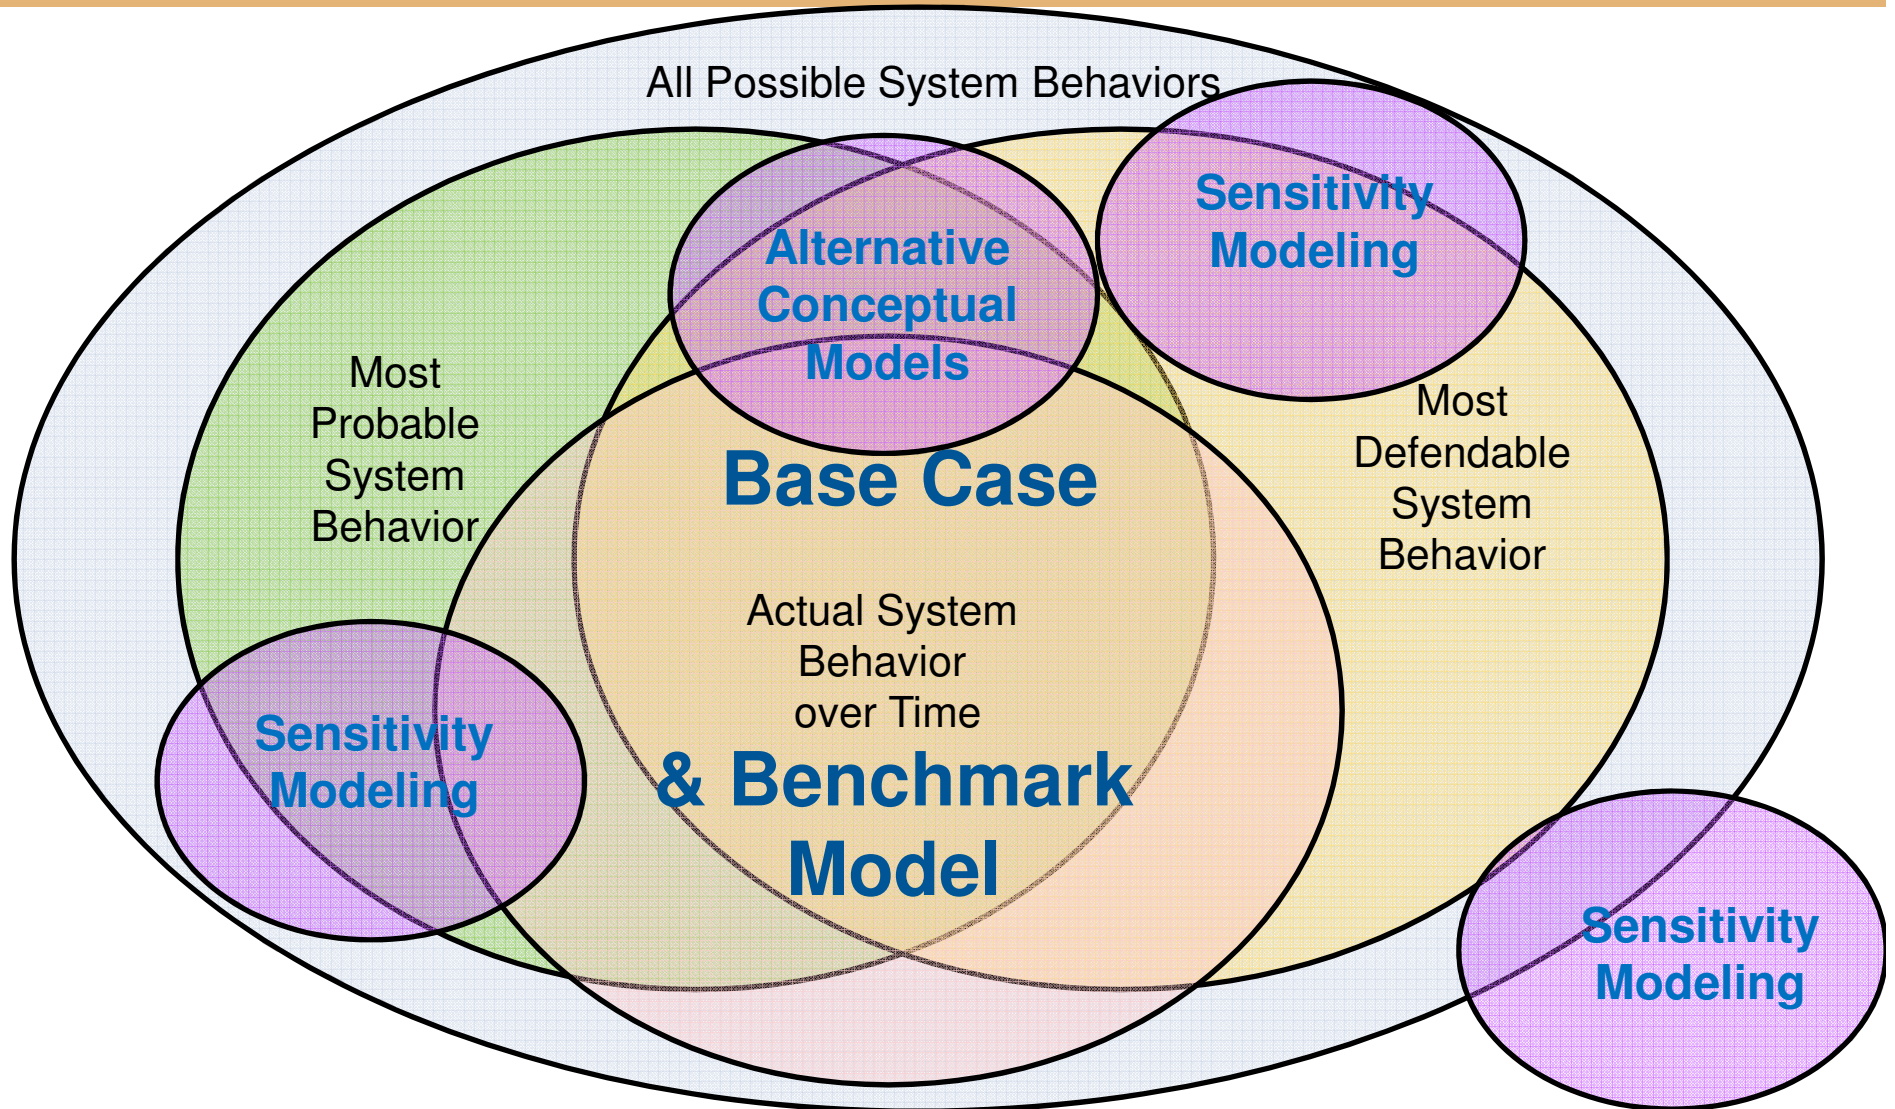 All Possible System Behaviors
Sensitivity
Modeling
Alternative
Conceptual
Models
Most
Probable
System
Behavior
Most
Defendable
System
Behavior
Base Case
Actual System
Behavior
over Time
& Benchmark
Model
Sensitivity
Modeling
Sensitivity
Modeling